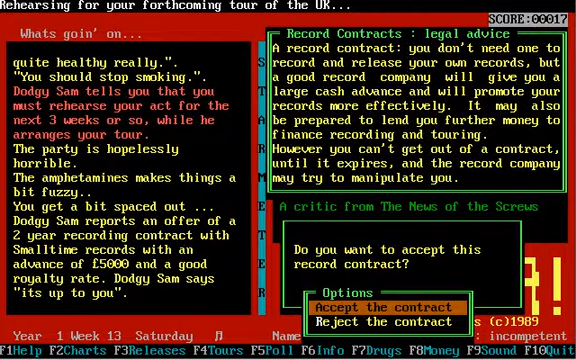 Rehearsing for your forthcoming tour of the UK...
SCORE:00017
Whats goin' on...
quite healthy really.".
"You should stop smoking.".
Dodgy Sam tells you that you
must rehearse your act for the
next 3 weeks or so, while he
arranges your tour.
The party is hopelessly
horrible.
The amphetamines makes things a
bit fuzzy..
You get a bit spaced out ...
Dodgy Sam reports an offer of a
2 year recording contract with
Smalltime records with an
advance of £5000 and a good
royalty rate. Dodgy Sam says
"its up to you".
S
T
A
R
M
E
T
E
R
Record Contracts : legal advice
A record contract: you don't need one to
record and release your own records, but
a good record company will give you a
large cash advance and will promote your
records more effectively. It may also
be prepared to lend you further money to
finance recording and touring.
However you can't get out of a contract,
until it expires, and the record company
may try to manipulate you.
A critic from The News of the Screws
Do you want to accept this
record contract?
Options
Accept the contract
Reject the contract
!
s (c)1989
Year 1 Week 13 Saturday ♫
Name
: incompetent
F1Help F2Charts F3Releases F4Tours F5Poll F6Info F7Drugs F8Money F9Sound F10Quit